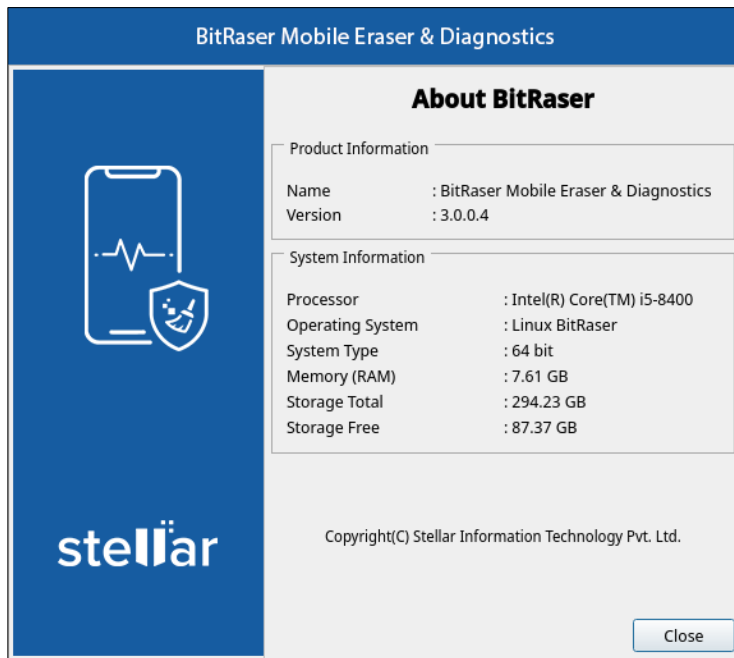 BitRaser Mobile Eraser & Diagnostics
About BitRaser
Product Information
Name : BitRaser Mobile Eraser & Diagnostics
Version : 3.0.0.4
System Information
Processor : Intel(R) Core(TM) i5-8400
Operating System : Linux BitRaser
System Type : 64 bit
Memory (RAM) : 7.61 GB
Storage Total : 294.23 GB
Storage Free : 87.37 GB
stellar
Copyright(C) Stellar Information Technology Pvt. Ltd.
Close